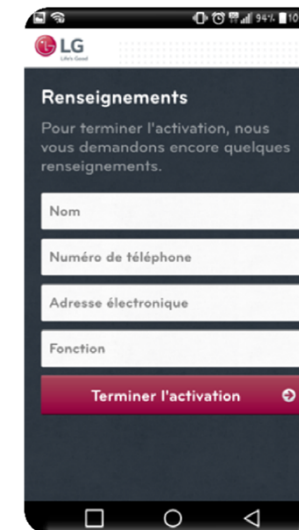 94% 10
LG
Life's Good
Renseignements
Pour terminer l'activation, nous
vous demandons encore quelques
renseignements.
Nom
Numéro de téléphone
Adresse électronique
Fonction
Terminer l'activation